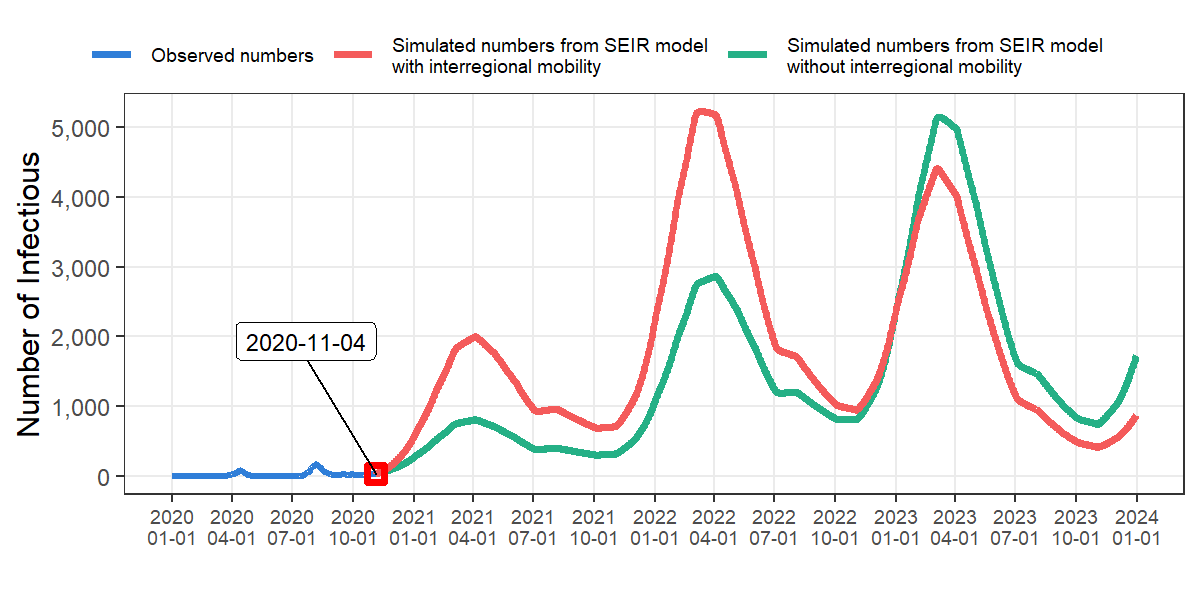 Observed numbers
Simulated numbers from SEIR model
with interregional mobility
Simulated numbers from SEIR model
without interregional mobility
Number of Infectious
5,000
4,000
3,000
2,000
1,000
0
2020-11-04
2020 2020 2020 2020 2021 2021 2021 2021 2022 2022 2022 2022 2023 2023 2023 2023 2024
01-01 04-01 07-01 10-01 01-01 04-01 07-01 10-01 01-01 04-01 07-01 10-01 01-01 04-01 07-01 10-01 01-01